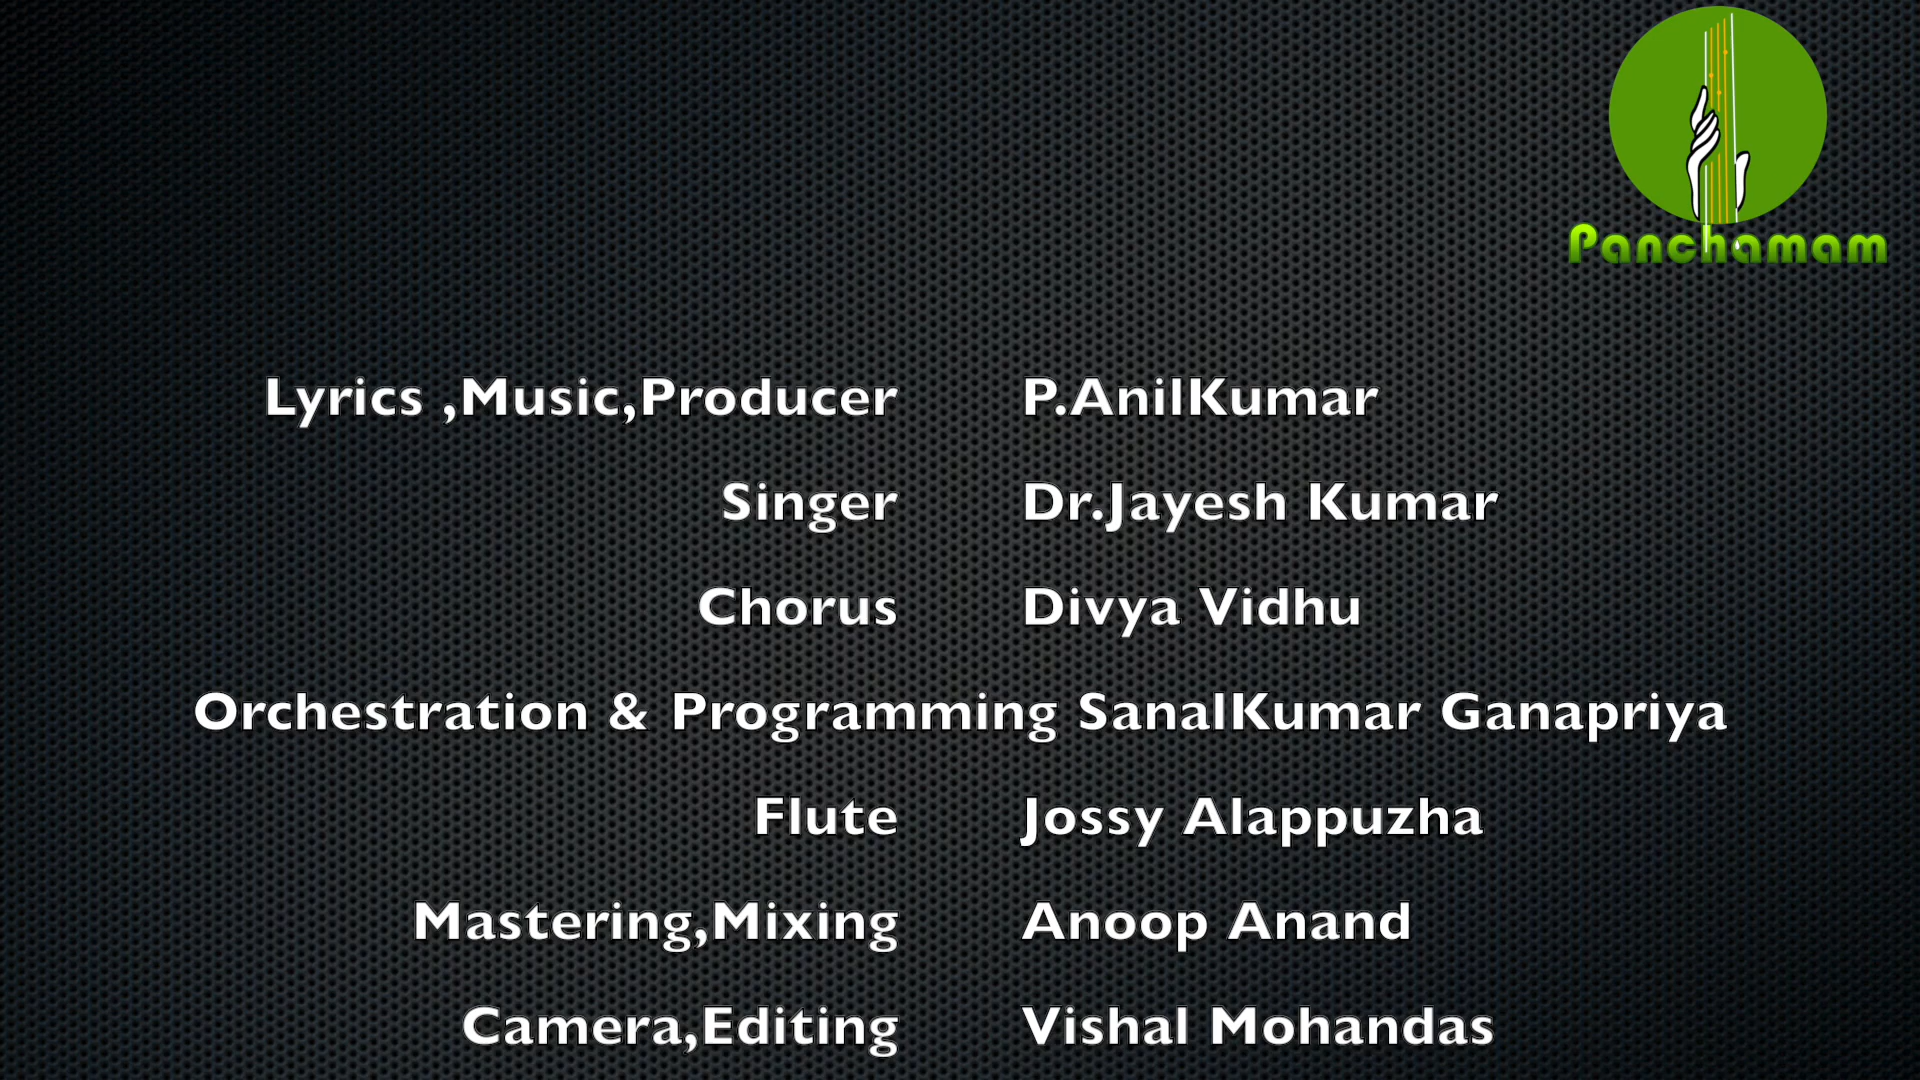 Panchamam
Lyrics ,Music,Producer P.AnilKumar
Singer Dr.Jayesh Kumar
Chorus Divya Vidhu
Orchestration & Programming SanalKumar Ganapriya
Flute Jossy Alappuzha
Mastering,Mixing Anoop Anand
Camera,Editing Vishal Mohandas